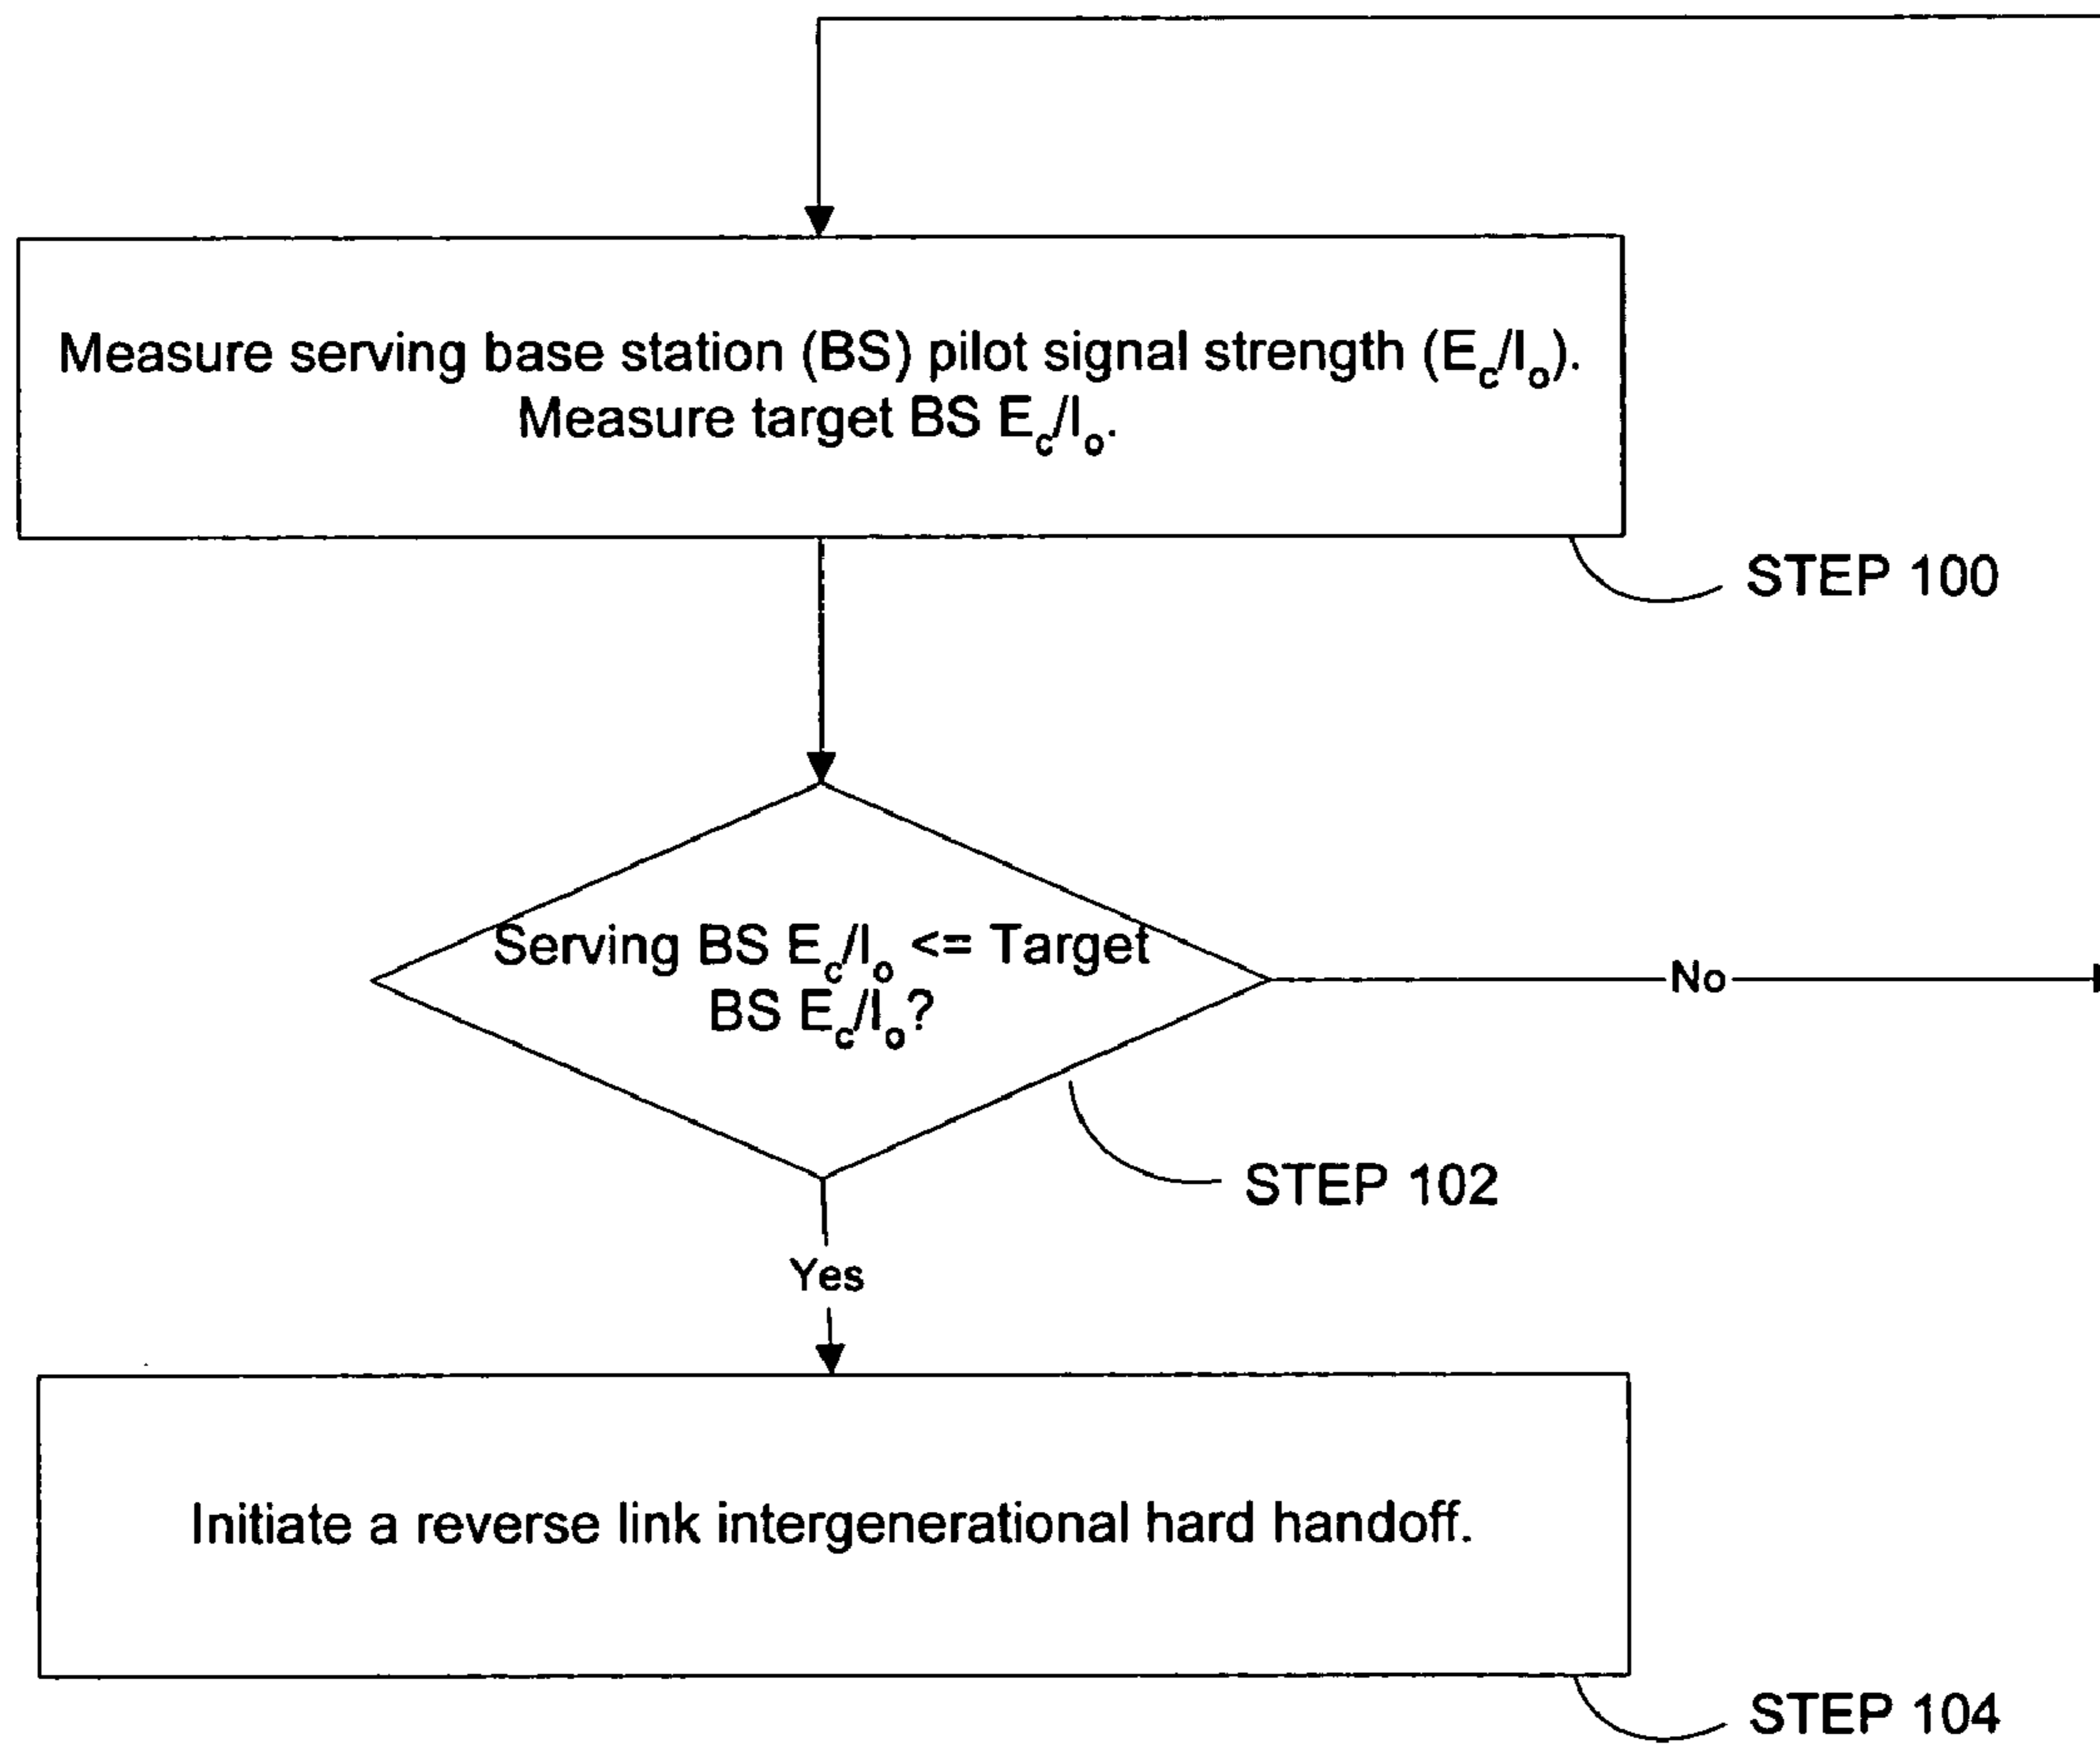 Measure serving base station (BS) pilot signal strength (Ec/Io).
Measure target BS Ec/Io.
STEP 100
Serving BS Ec/Io <= Target
BS Ec/Io?
No
STEP 102
Yes
Initiate a reverse link intergenerational hard handoff.
STEP 104